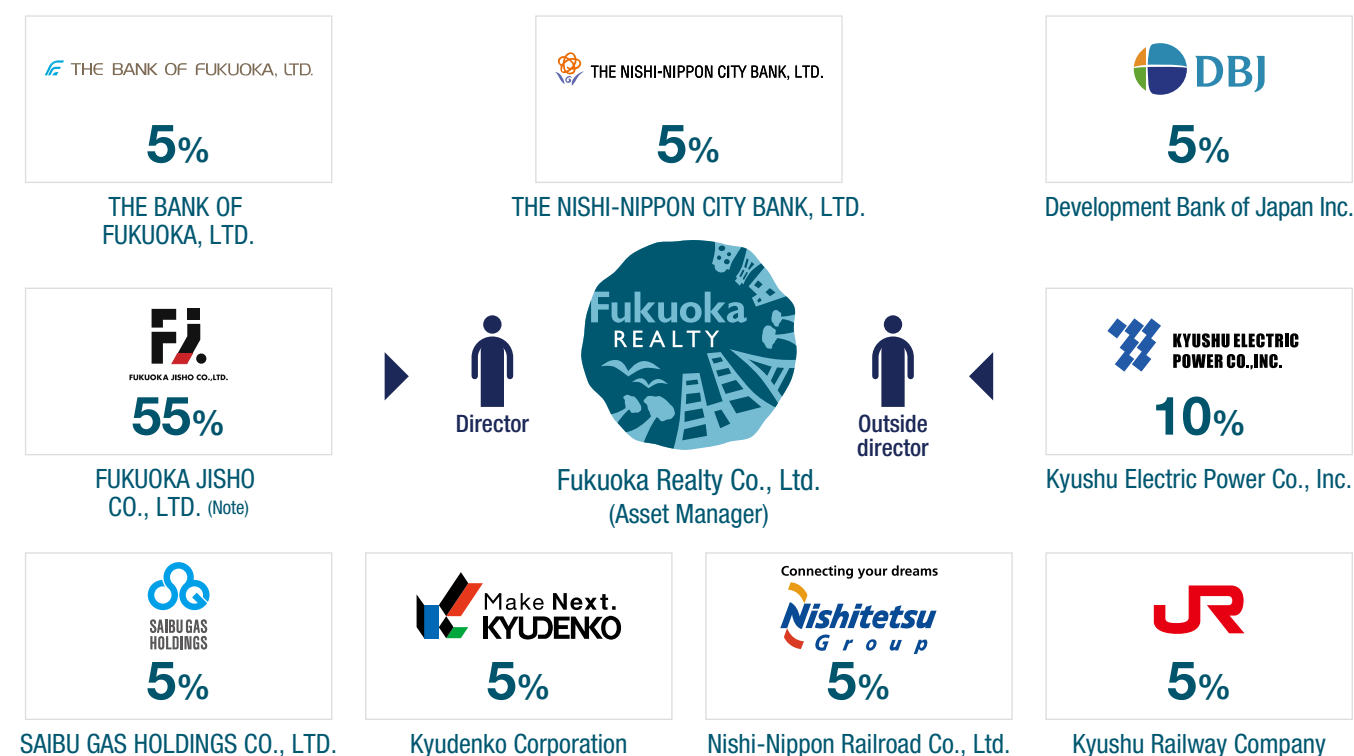 THE BANK OF FUKUOKA, LTD.
5%
THE BANK OF
FUKUOKA, LTD.
THE NISHI-NIPPON CITY BANK, LTD.
5%
THE NISHI-NIPPON CITY BANK, LTD.
DBJ
5%
Development Bank of Japan Inc.
FJ.
FUKUOKA JISHO CO.,LTD.
55%
FUKUOKA JISHO
CO., LTD. (Note)
Director
Fukuoka
REALTY
Fukuoka Realty Co., Ltd.
(Asset Manager)
Outside
director
KYUSHU ELECTRIC
POWER CO.,INC.
10%
Kyushu Electric Power Co., Inc.
SAIBU GAS
HOLDINGS
5%
SAIBU GAS HOLDINGS CO., LTD.
Make Next.
KYUDENKO
5%
Kyudenko Corporation
Connecting your dreams
Nishitetsu
Group
5%
Nishi-Nippon Railroad Co., Ltd.
JR
5%
Kyushu Railway Company